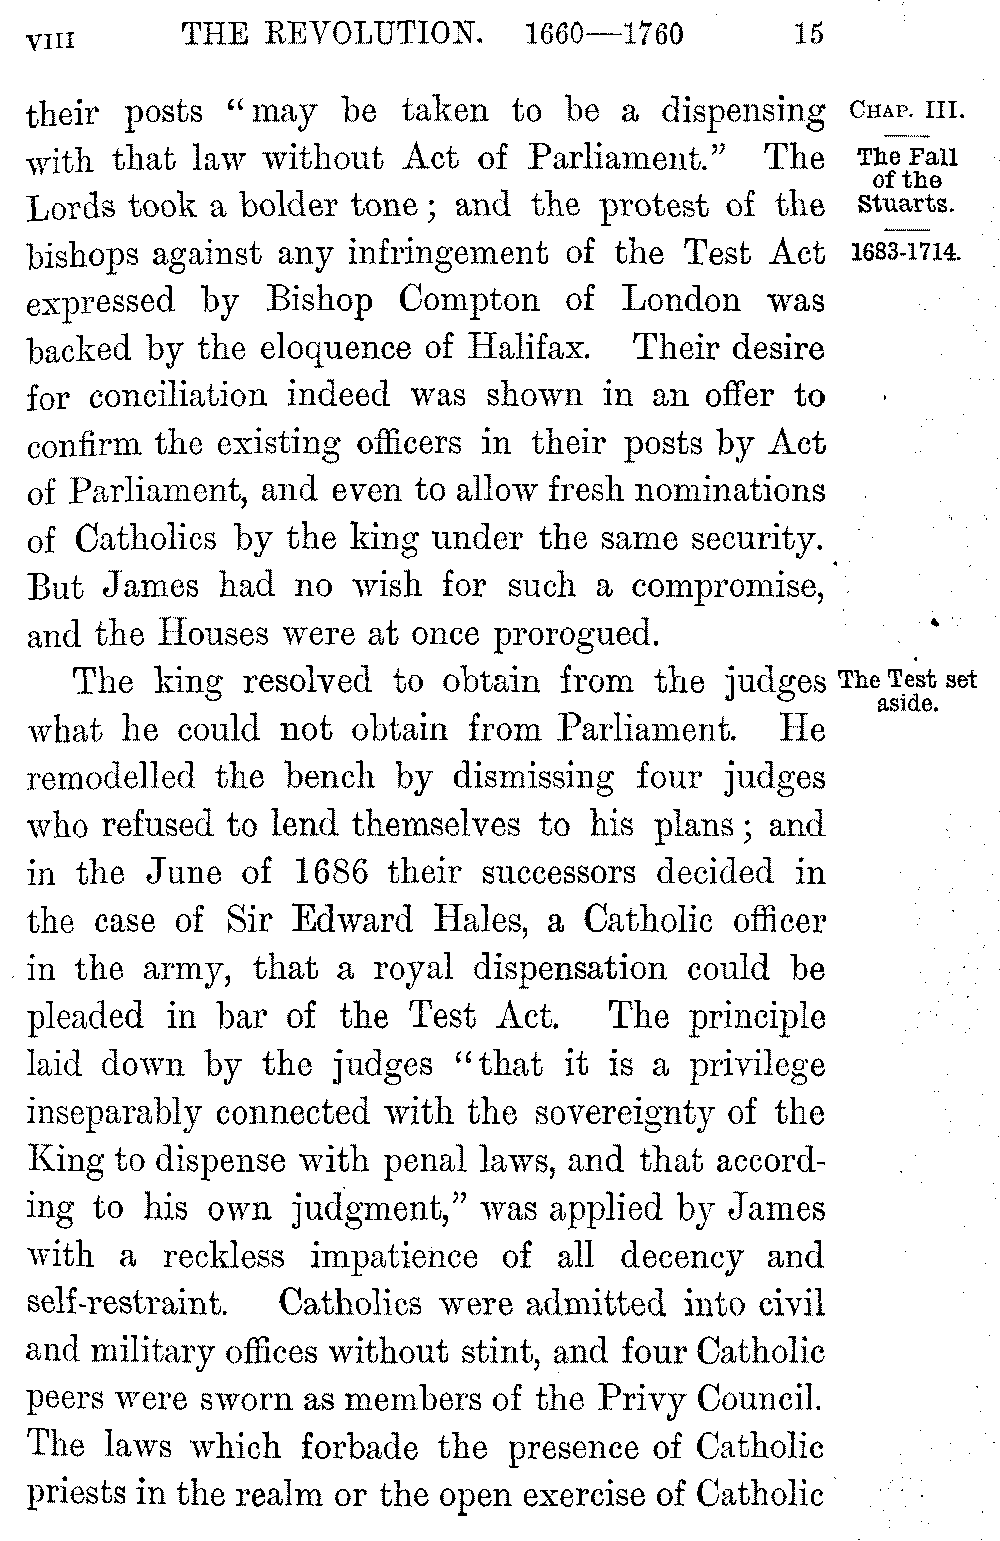 VIII THE REVOLUTION. 1660—1760 15
their posts “may be taken to be a dispensing
with that law without Act of Parliament.” The
Lords took a bolder tone; and the protest of the
bishops against any infringement of the Test Act
expressed by Bishop Compton of London was
backed by the eloquence of Halifax. Their desire
for conciliation indeed was shown in an offer to
confirm the existing officers in their posts by Act
of Parliament, and even to allow fresh nominations
of Catholics by the king under the same security.
But James had no wish for such a compromise,
and the Houses were at once prorogued.
The king resolved to obtain from the judges
what he could not obtain from Parliament. He
remodelled the bench by dismissing four judges
who refused to lend themselves to his plans; and
in the June of 1686 their successors decided in
the case of Sir Edward Hales, a Catholic officer
in the army, that a royal dispensation could be
pleaded in bar of the Test Act. The principle
laid down by the judges “that it is a privilege
inseparably connected with the sovereignty of the
King to dispense with penal laws, and that accord-
ing to his own judgment,” was applied by James
with a reckless impatience of all decency and
self-restraint. Catholics were admitted into civil
and military offices without stint, and four Catholic
peers were sworn as members of the Privy Council.
The laws which forbade the presence of Catholic
priests in the realm or the open exercise of Catholic
CHAP. III.
The Fall
of the
Stuarts.
1683-1714.
The Test set
aside.